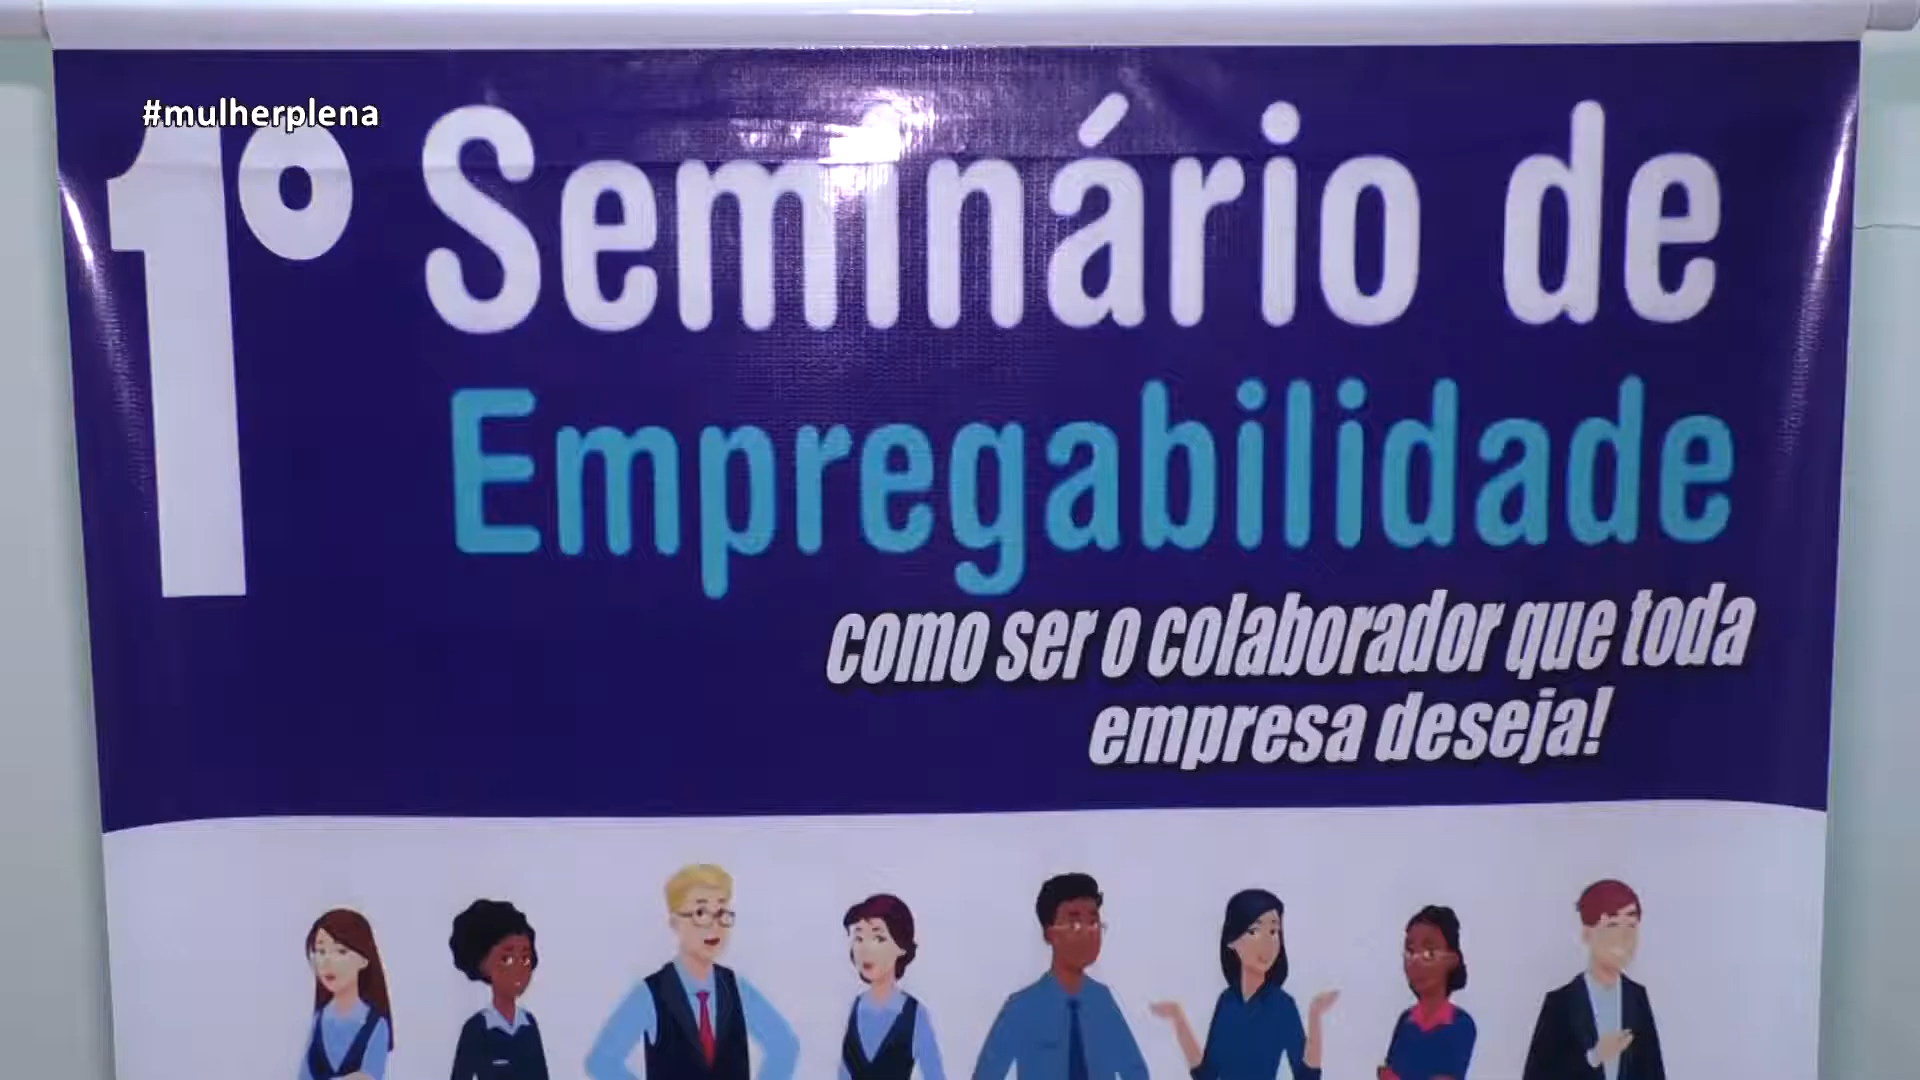 #mulherplena
1º Seminário de
Empregabilidade
como ser o colaborador que toda
empresa deseja!